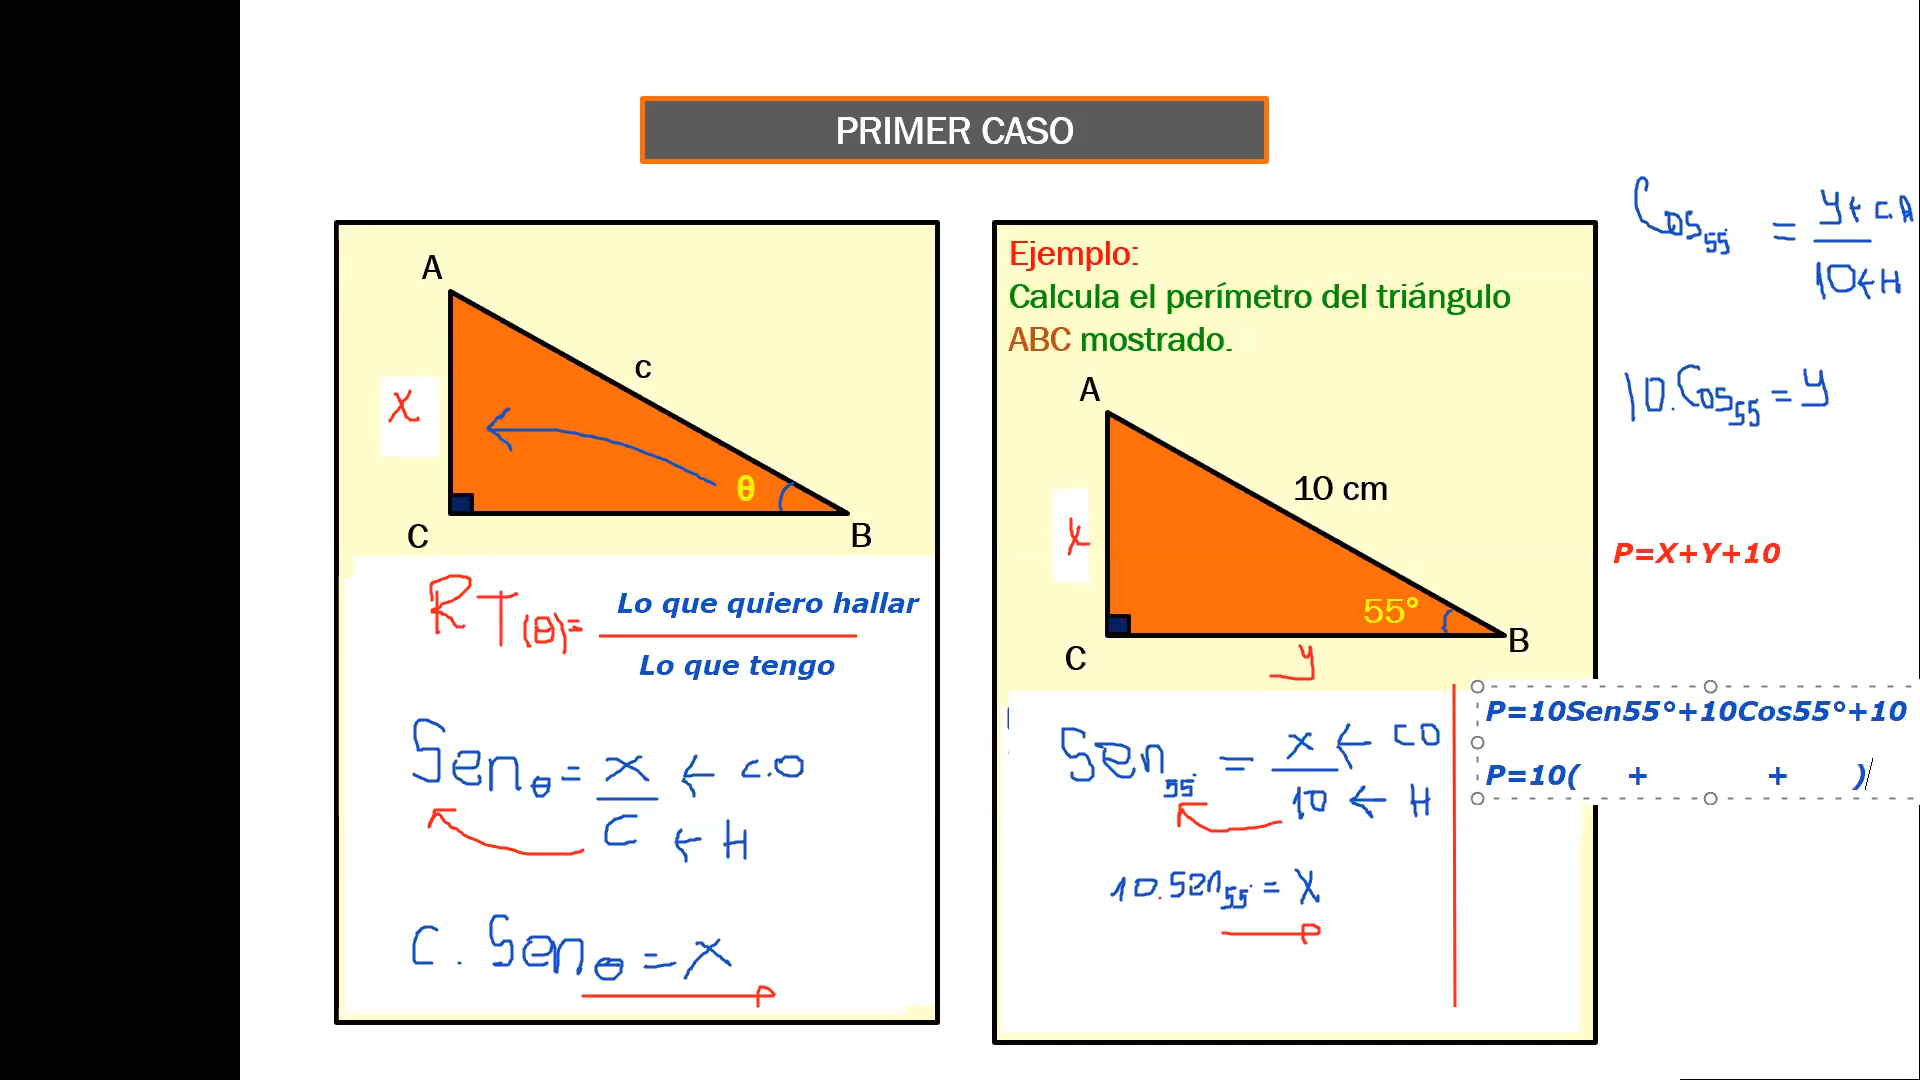 PRIMER CASO
A
c
x
θ
C
B
RT(θ)=
Lo que quiero hallar
Lo que tengo
Senθ = x ← C.O
C ← H
C . Senθ = x
Ejemplo:
Calcula el perímetro del triángulo
ABC mostrado.
A
10 cm
x
55°
C
B
y
Sen55 = x ← CO
10 ← H
10.Sen55 = X
Cos55 = y ← CA
10 ← H
10.Cos55 = y
P=X+Y+10
P=10Sen55°+10Cos55°+10
P=10( + + )